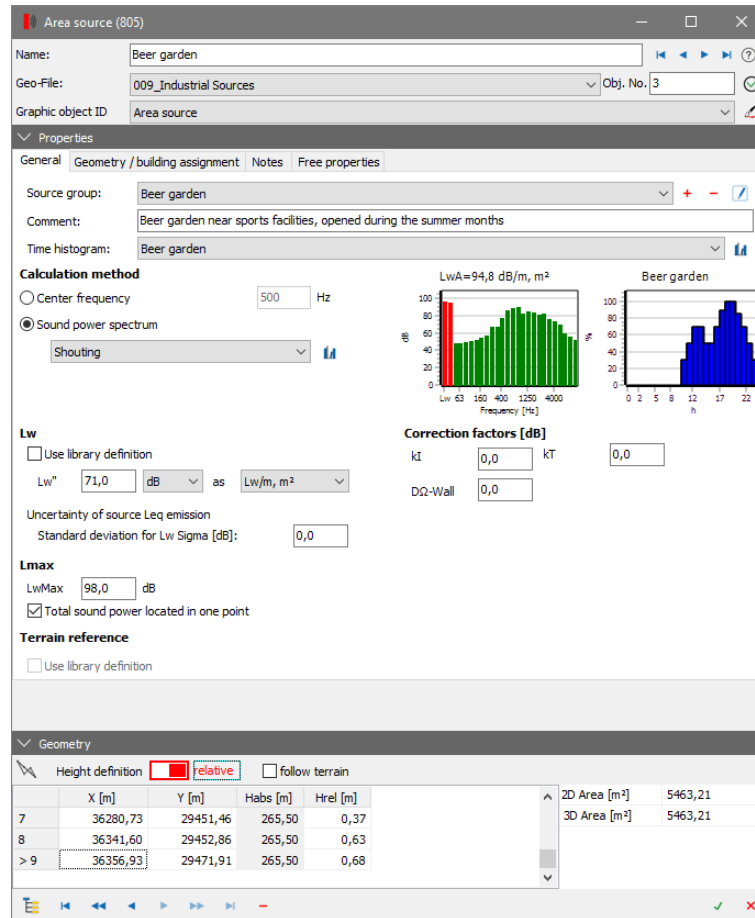 Area source (805)
Name: Beer garden
Geo-File: 009_Industrial Sources Obj. No. 3
Graphic object ID Area source
Properties
General Geometry / building assignment Notes Free properties
Source group: Beer garden
Comment: Beer garden near sports facilities, opened during the summer months
Time histogram: Beer garden
Calculation method
Center frequency 500 Hz
Sound power spectrum
Shouting
LwA=94,8 dB/m, m²
100
80
60
40
20
0
dB
Lw 63 160 400 1250 4000
Frequency [Hz]
Beer garden
100
80
60
40
20
0
%
0 2 5 8 12 17 22
h
Lw
Use library definition
Lw" 71,0 dB as Lw/m, m²
Uncertainty of source Leq emission
Standard deviation for Lw Sigma [dB]: 0,0
Correction factors [dB]
kI 0,0 kT 0,0
DΩ-Wall 0,0
Lmax
LwMax 98,0 dB
Total sound power located in one point
Terrain reference
Use library definition
Geometry
Height definition relative follow terrain
X [m] Y [m] Habs [m] Hrel [m]
7 36280,73 29451,46 265,50 0,37
8 36341,60 29452,86 265,50 0,63
> 9 36356,93 29471,91 265,50 0,68
2D Area [m²] 5463,21
3D Area [m²] 5463,21